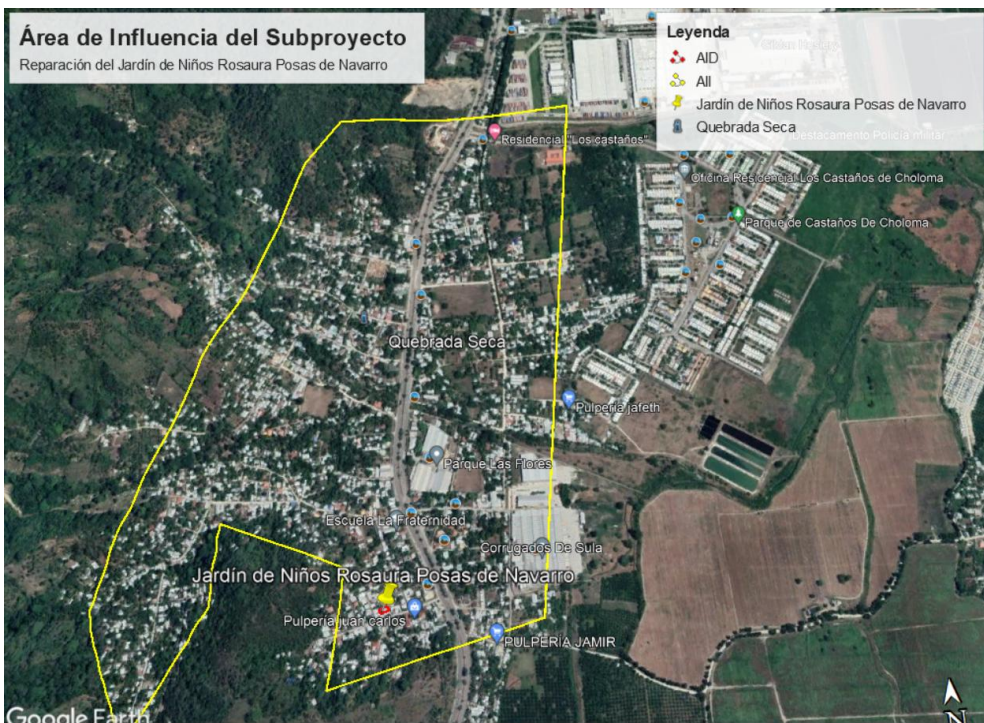 Área de Influencia del Subproyecto
Reparación del Jardín de Niños Rosaura Posas de Navarro
Leyenda
AID
AII
Jardín de Niños Rosaura Posas de Navarro
Quebrada Seca
Destacamento Policía militar
Residencial "Los castaños"
Oficina Residencial Los Castaños de Choloma
Parque de Castaños De Choloma
Quebrada Seca
Pulpería jafeth
Parque Las Flores
Escuela La Fraternidad
Corrugados De Sula
Jardín de Niños Rosaura Posas de Navarro
Pulpería juan carlos
PULPERIA JAMIR
Google Earth
N